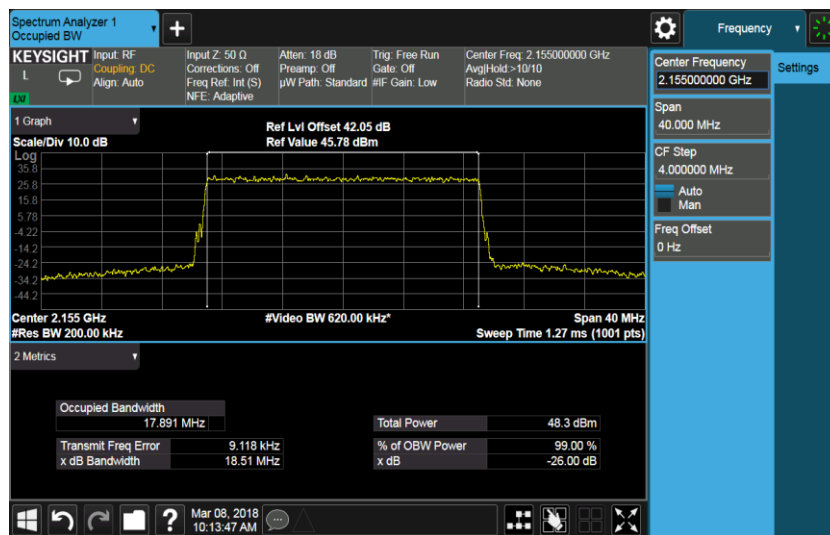 Spectrum Analyzer 1
Occupied BW
Frequency
KEYSIGHT
L
LXI
Input: RF
Coupling: DC
Align: Auto
Input Z: 50 Ω
Corrections: Off
Freq Ref: Int (S)
NFE: Adaptive
Atten: 18 dB
Preamp: Off
µW Path: Standard
Trig: Free Run
Gate: Off
#IF Gain: Low
Center Freq: 2.155000000 GHz
Avg|Hold:>10/10
Radio Std: None
Center Frequency
2.155000000 GHz
Settings
Span
40.000 MHz
CF Step
4.000000 MHz
Auto
Man
Freq Offset
0 Hz
1 Graph
Scale/Div 10.0 dB
Ref Lvl Offset 42.05 dB
Ref Value 45.78 dBm
Log
35.8
25.8
15.8
5.78
-4.22
-14.2
-24.2
-34.2
-44.2
Center 2.155 GHz
#Video BW 620.00 kHz*
Span 40 MHz
#Res BW 200.00 kHz
Sweep Time 1.27 ms (1001 pts)
2 Metrics
Occupied Bandwidth
17.891 MHz
Total Power 48.3 dBm
Transmit Freq Error 9.118 kHz
% of OBW Power 99.00 %
x dB Bandwidth 18.51 MHz
x dB -26.00 dB
?
Mar 08, 2018
10:13:47 AM